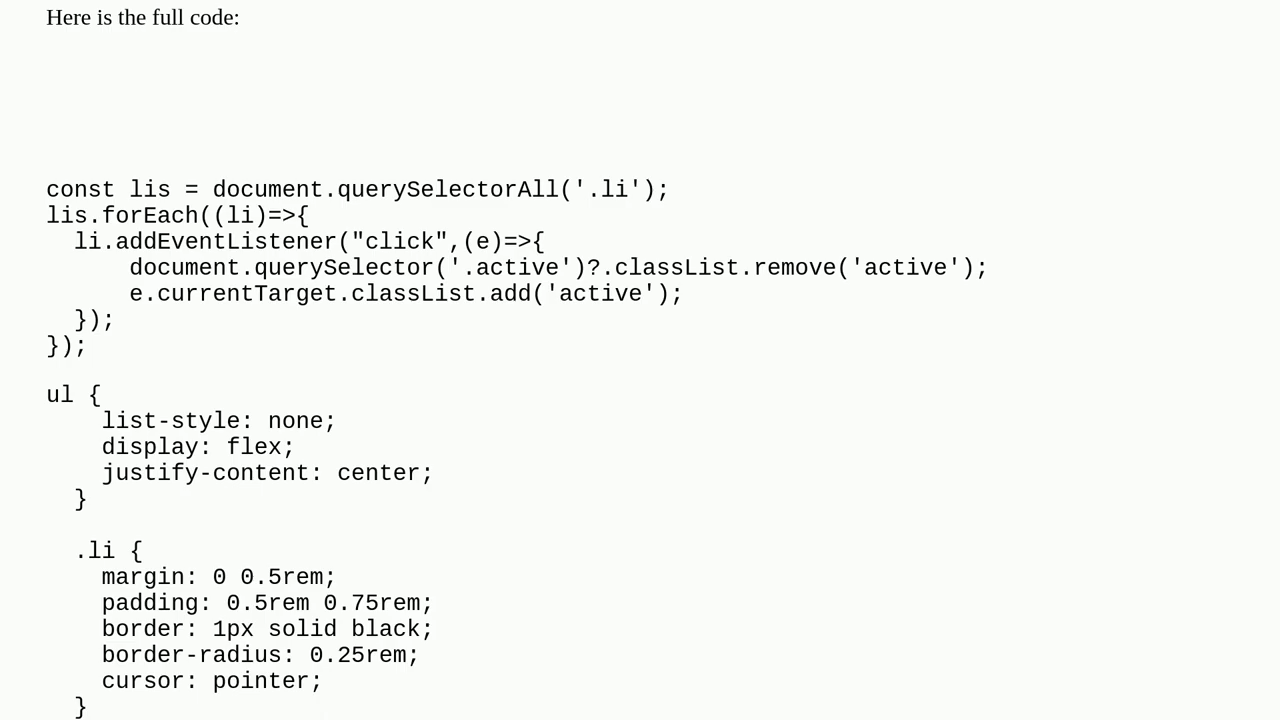 Here is the full code:
const lis = document.querySelectorAll('.li');
lis.forEach((li)=>{
  li.addEventListener("click",(e)=>{
      document.querySelector('.active')?.classList.remove('active');
      e.currentTarget.classList.add('active');
  });
});
ul {
    list-style: none;
    display: flex;
    justify-content: center;
  }
  .li {
    margin: 0 0.5rem;
    padding: 0.5rem 0.75rem;
    border: 1px solid black;
    border-radius: 0.25rem;
    cursor: pointer;
  }